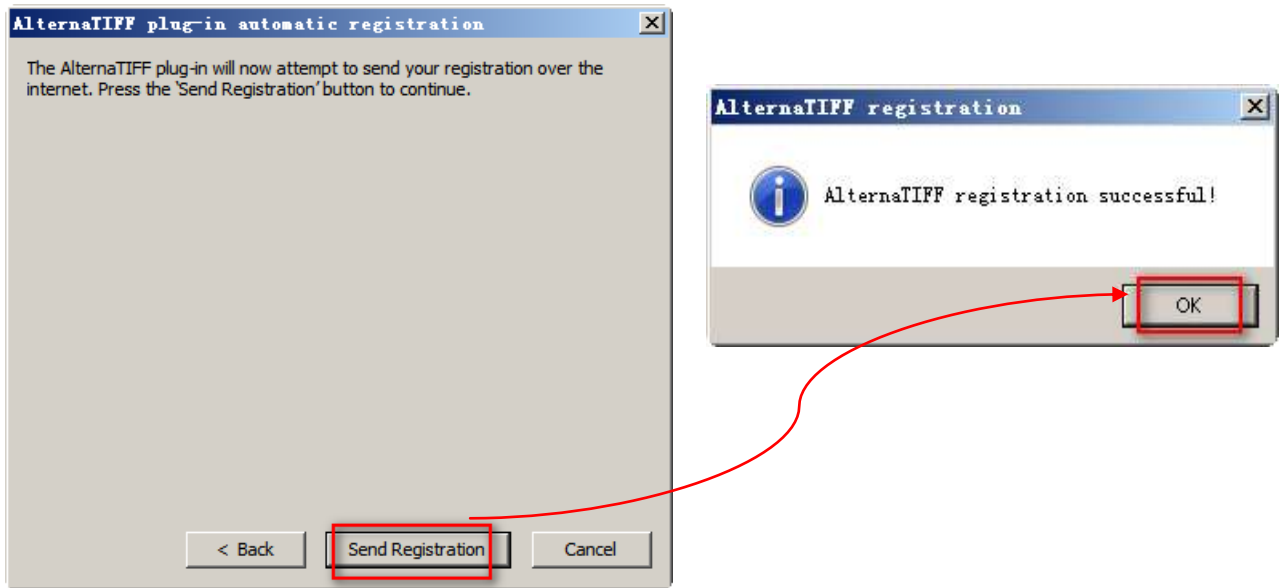 AlternaTIFF plug-in automatic registration
The AlternaTIFF plug-in will now attempt to send your registration over the
internet. Press the 'Send Registration' button to continue.
< Back
Send Registration
Cancel
AlternaTIFF registration
AlternaTIFF registration successful!
OK